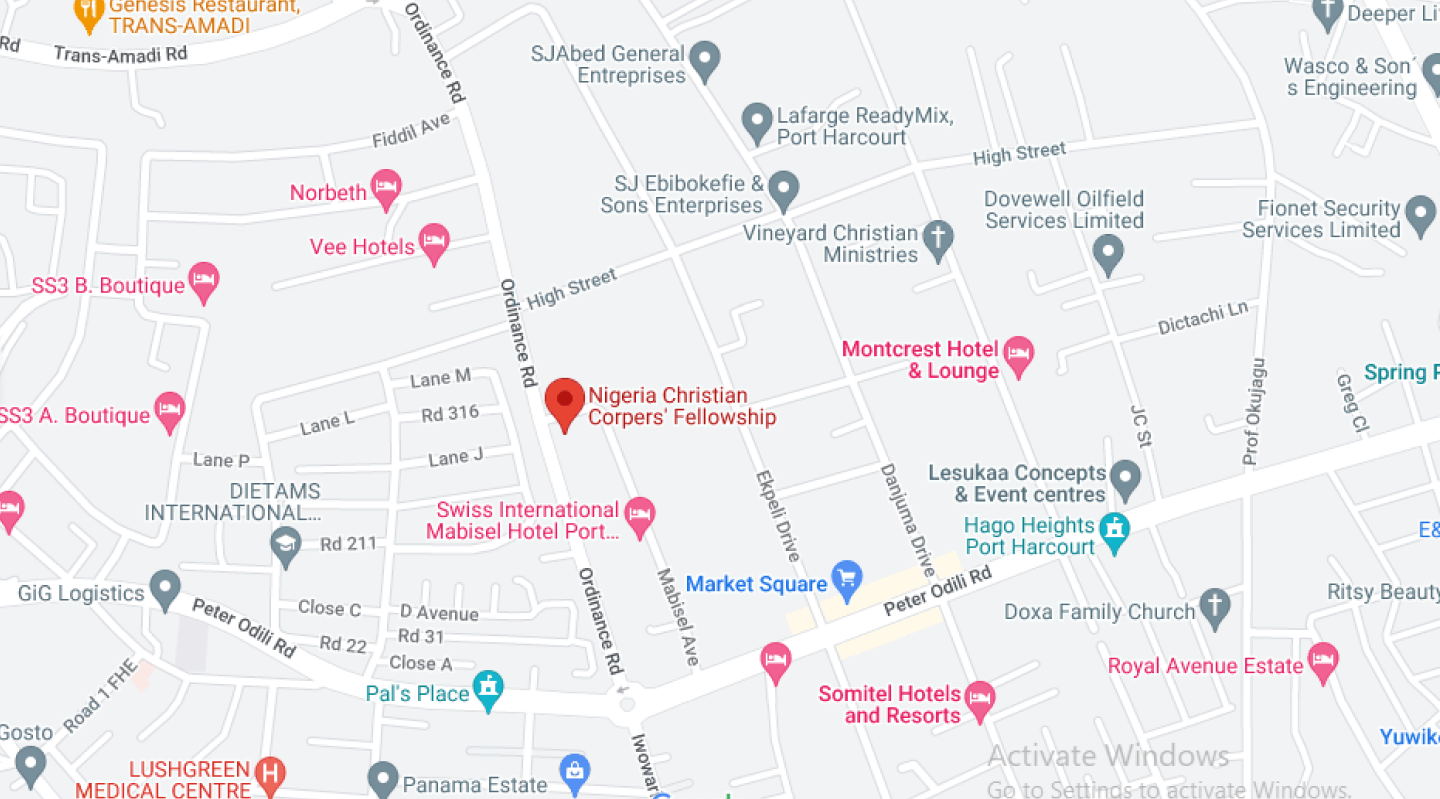 Genesis Restaurant,
TRANS-AMADI
Rd
Trans-Amadi Rd
Ordinance Rd
SJAbed General
Entreprises
Deeper Li
Wasco & Son´
s Engineering
Lafarge ReadyMix,
Port Harcourt
Fiddil Ave
High Street
Norbeth
SJ Ebibokefie &
Sons Enterprises
Dovewell Oilfield
Services Limited
Fionet Security
Services Limited
Vineyard Christian
Ministries
Vee Hotels
SS3 B. Boutique
High Street
Ordinance Rd
Dictachi Ln
Montcrest Hotel
& Lounge
Lane M
Spring
Nigeria Christian
Corpers' Fellowship
SS3 A. Boutique
Lane L
Rd 316
JC St
Prof Okujagu
Greg Cl
Lane P
Lane J
DIETAMS
INTERNATIONAL...
Lesukaa Concepts
& Event centres
Swiss International
Mabisel Hotel Port...
Ekpeli Drive
Danjuma Drive
Hago Heights
Port Harcourt
E&
Rd 211
Market Square
Peter Odili Rd
GiG Logistics
Peter Odili Rd
Close C
D Avenue
Ordinance Rd
Mabisel Ave
Doxa Family Church
Ritsy Beauty
Rd 31
Rd 22
Close A
Royal Avenue Estate
Road 1 FHE
Pal's Place
Somitel Hotels
and Resorts
Gosto
Iwowar
Yuwik
LUSHGREEN
MEDICAL CENTRE
Panama Estate
Activate Windows
Go to Settings to activate Windows.